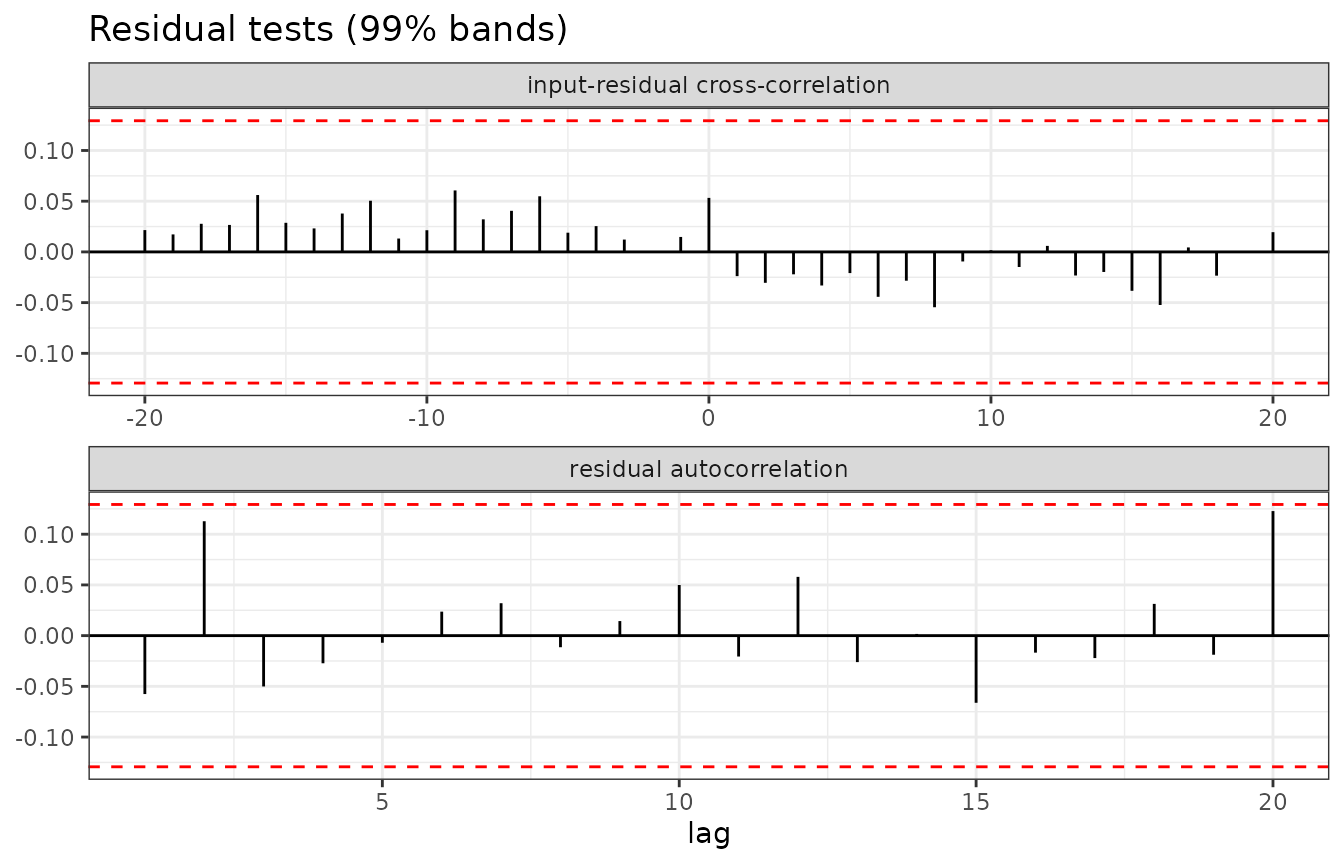 Residual tests (99% bands)
input-residual cross-correlation
0.10
0.05
0.00
-0.05
-0.10
-20 -10 0 10 20
residual autocorrelation
0.10
0.05
0.00
-0.05
-0.10
5 10 15 20
lag